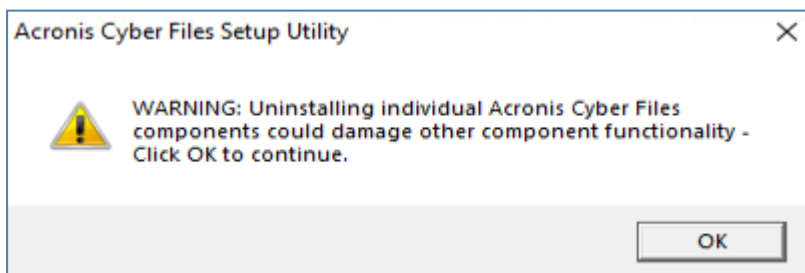 Acronis Cyber Files Setup Utility
WARNING: Uninstalling individual Acronis Cyber Files
components could damage other component functionality -
Click OK to continue.
OK